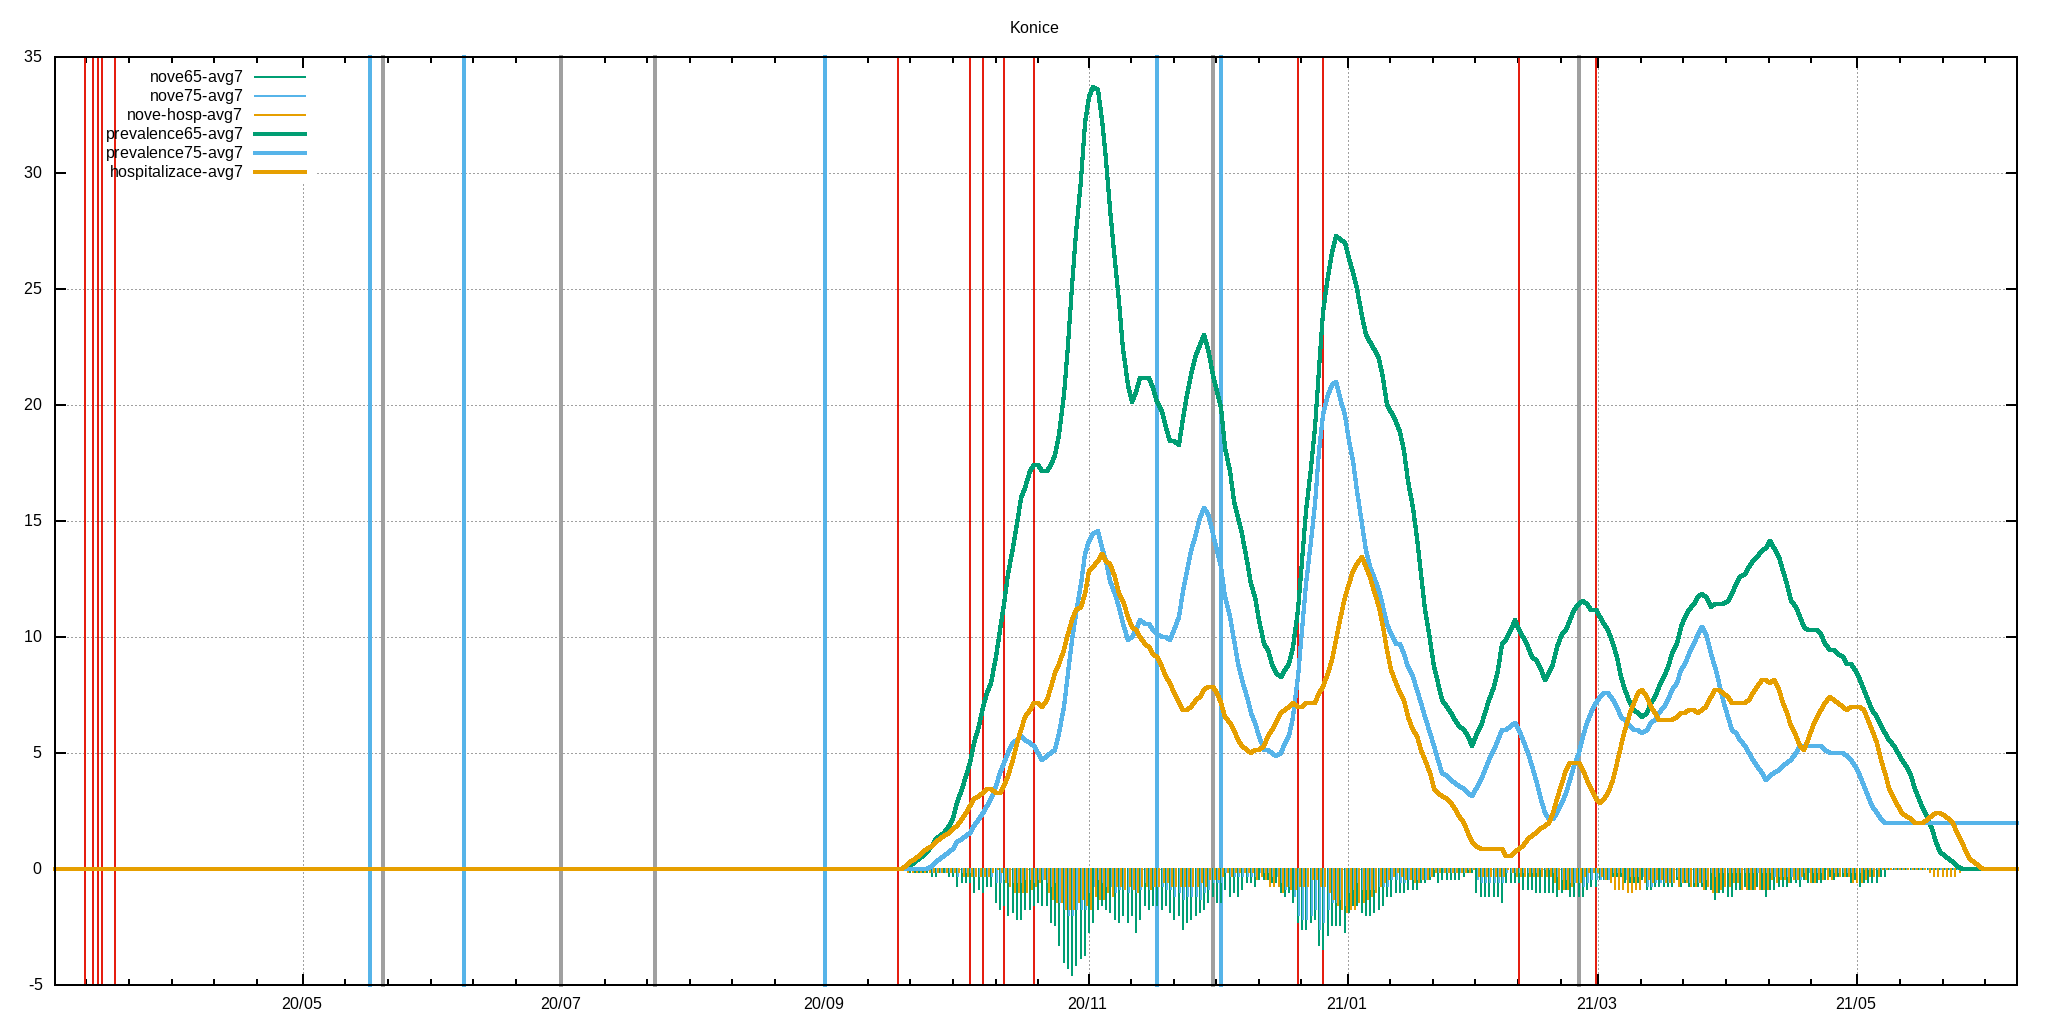 Konice
35
nove65-avg7
nove75-avg7
nove-hosp-avg7
prevalence65-avg7
prevalence75-avg7
hospitalizace-avg7
30
25
20
15
10
5
0
-5
20/05
20/07
20/09
20/11
21/01
21/03
21/05